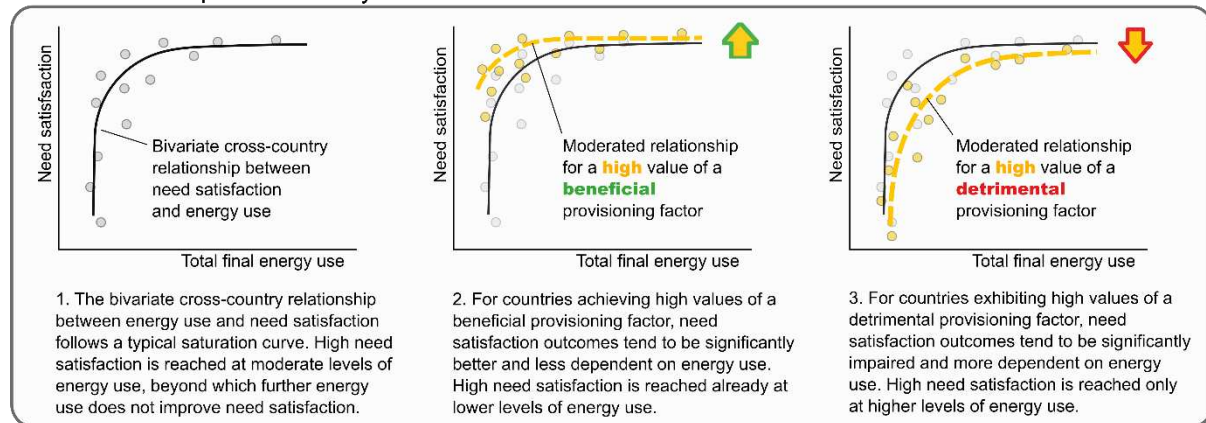 Need satisfsaction
Bivariate cross-country
relationship between
need satisfaction
and energy use
Total final energy use
1. The bivariate cross-country relationship
between energy use and need satisfaction
follows a typical saturation curve. High need
satisfaction is reached at moderate levels of
energy use, beyond which further energy
use does not improve need satisfaction.
Need satisfaction
Moderated relationship
for a high value of a
beneficial
provisioning factor
Total final energy use
2. For countries achieving high values of a
beneficial provisioning factor, need
satisfaction outcomes tend to be significantly
better and less dependent on energy use.
High need satisfaction is reached already at
lower levels of energy use.
Need satisfaction
Moderated relationship
for a high value of a
detrimental
provisioning factor
Total final energy use
3. For countries exhibiting high values of a
detrimental provisioning factor, need
satisfaction outcomes tend to be significantly
impaired and more dependent on energy
use. High need satisfaction is reached only
at higher levels of energy use.